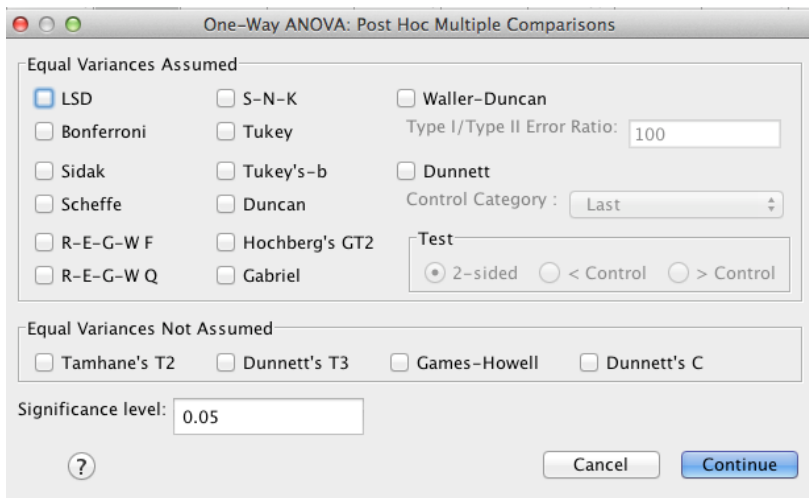 One-Way ANOVA: Post Hoc Multiple Comparisons
Equal Variances Assumed
LSD S-N-K Waller-Duncan
Bonferroni Tukey Type I/Type II Error Ratio: 100
Sidak Tukey's-b Dunnett
Scheffe Duncan Control Category : Last
R-E-G-W F Hochberg's GT2 Test
R-E-G-W Q Gabriel 2-sided < Control > Control
Equal Variances Not Assumed
Tamhane's T2 Dunnett's T3 Games-Howell Dunnett's C
Significance level: 0.05
? Cancel Continue